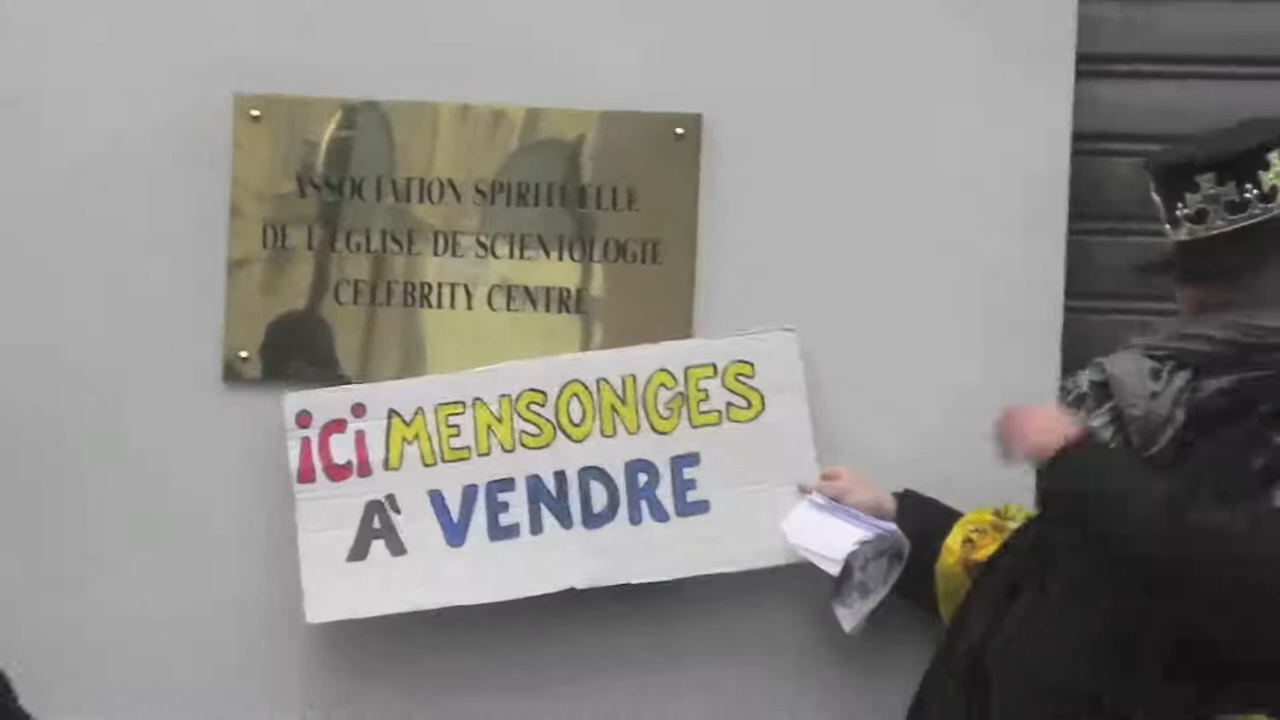 ASSOCIATION SPIRITUELLE
DE L'EGLISE DE SCIENTOLOGIE
CELEBRITY CENTRE
iCi MENSONGES
À VENDRE